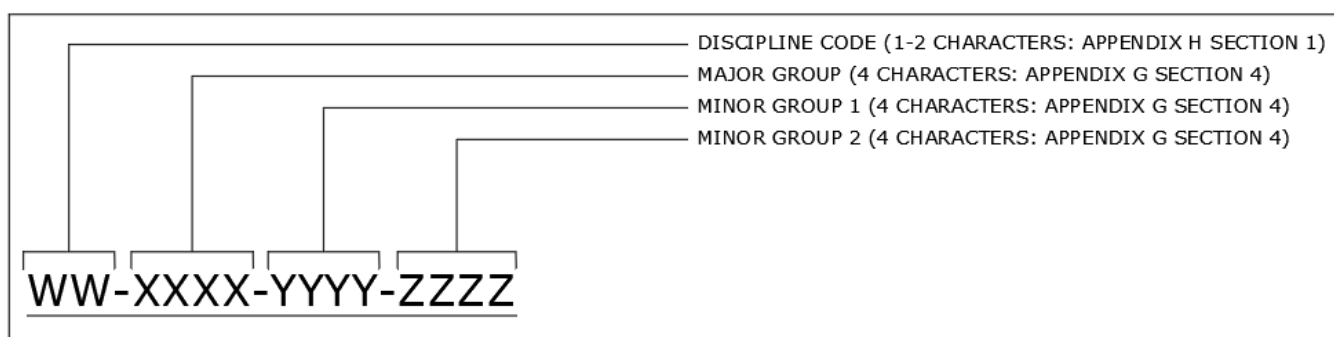 DISCIPLINE CODE (1-2 CHARACTERS: APPENDIX H SECTION 1)
MAJOR GROUP (4 CHARACTERS: APPENDIX G SECTION 4)
MINOR GROUP 1 (4 CHARACTERS: APPENDIX G SECTION 4)
MINOR GROUP 2 (4 CHARACTERS: APPENDIX G SECTION 4)
WW-XXXX-YYYY-ZZZZ